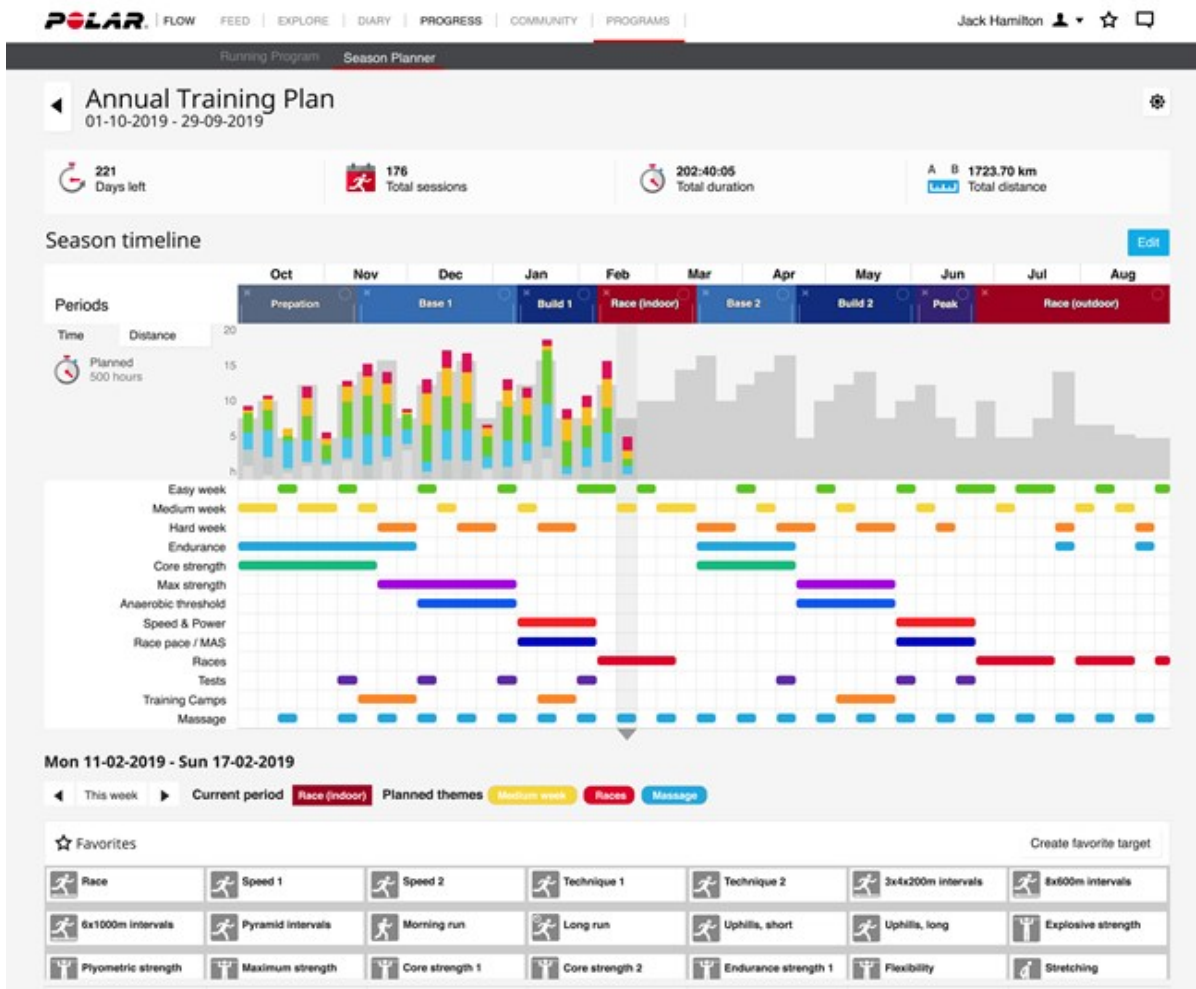 POLAR. FLOW FEED EXPLORE DIARY PROGRESS COMMUNITY PROGRAMS Jack Hamilton
Running Program Season Planner
Annual Training Plan
01-10-2019 - 29-09-2019
221 176 202:40:05 A B 1723.70 km
Days left Total sessions Total duration Total distance
Season timeline Edit
Oct Nov Dec Jan Feb Mar Apr May Jun Jul Aug
Periods Prepation Base 1 Build 1 Race (indoor) Base 2 Build 2 Peak Race (outdoor)
Time Distance 20
Planned 15
500 hours
10
5
h
Easy week
Medium week
Hard week
Endurance
Core strength
Max strength
Anaerobic threshold
Speed & Power
Race pace / MAS
Races
Tests
Training Camps
Massage
Mon 11-02-2019 - Sun 17-02-2019
This week Current period Race (indoor) Planned themes Medium week Races Massage
Favorites Create favorite target
Race Speed 1 Speed 2 Technique 1 Technique 2 3x4x200m intervals 8x600m intervals
6x1000m intervals Pyramid intervals Morning run Long run Uphills, short Uphills, long Explosive strength
Plyometric strength Maximum strength Core strength 1 Core strength 2 Endurance strength 1 Flexibility Stretching